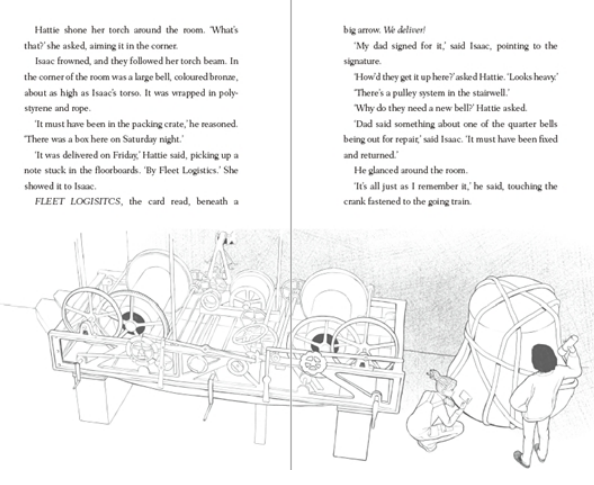 Hattie shone her torch around the room. ‘What’s
that?’ she asked, aiming it in the corner.
Isaac frowned, and they followed her torch beam. In
the corner of the room was a large bell, coloured bronze,
about as high as Isaac’s torso. It was wrapped in poly-
styrene and rope.
‘It must have been in the packing crate,’ he reasoned.
‘There was a box here on Saturday night.’
‘It was delivered on Friday,’ Hattie said, picking up a
note stuck in the floorboards. ‘By Fleet Logistics.’ She
showed it to Isaac.
FLEET LOGISITCS, the card read, beneath a
big arrow. We deliver!
‘My dad signed for it,’ said Isaac, pointing to the
signature.
‘How’d they get it up here?’ asked Hattie. ‘Looks heavy.’
‘There’s a pulley system in the stairwell.’
‘Why do they need a new bell?’ Hattie asked.
‘Dad said something about one of the quarter bells
being out for repair,’ said Isaac. ‘It must have been fixed
and returned.’
He glanced around the room.
‘It’s all just as I remember it,’ he said, touching the
crank fastened to the going train.